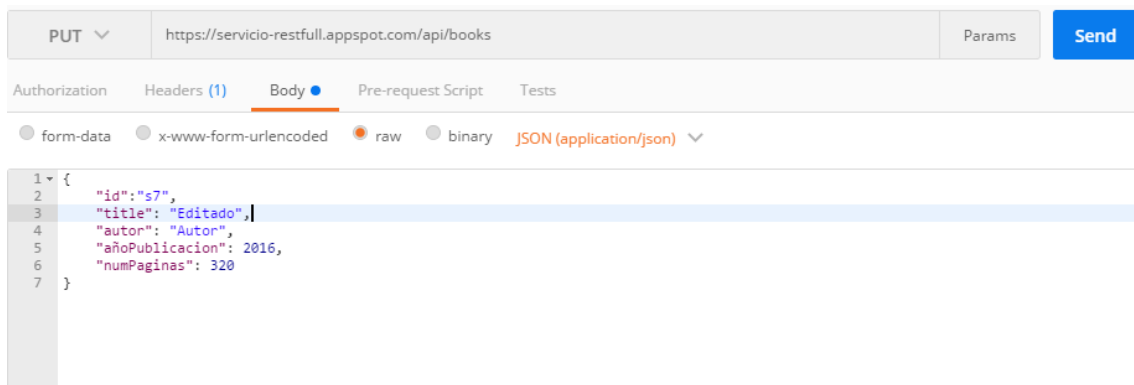 PUT https://servicio-restfull.appspot.com/api/books Params Send
Authorization Headers (1) Body Pre-request Script Tests
form-data x-www-form-urlencoded raw binary JSON (application/json)
1 {
2 "id":"s7",
3 "title": "Editado",
4 "autor": "Autor",
5 "añoPublicacion": 2016,
6 "numPaginas": 320
7 }